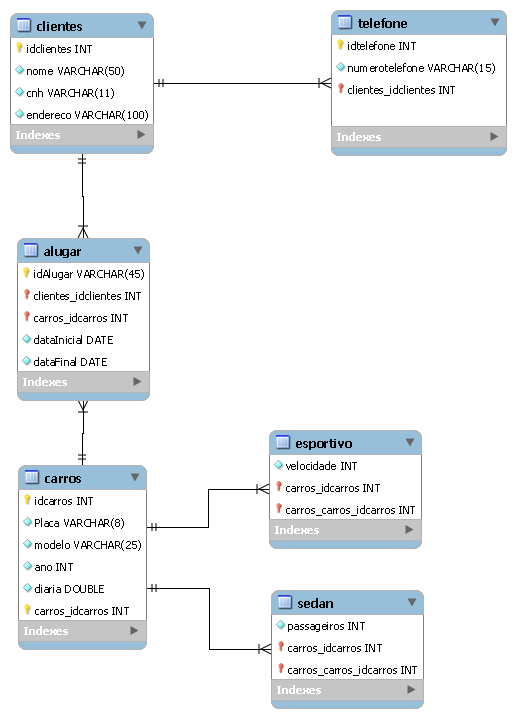 clientes
idclientes INT
nome VARCHAR(50)
cnh VARCHAR(11)
endereco VARCHAR(100)
Indexes
telefone
idtelefone INT
numerotelefone VARCHAR(15)
clientes_idclientes INT
Indexes
alugar
idAlugar VARCHAR(45)
clientes_idclientes INT
carros_idcarros INT
dataInicial DATE
dataFinal DATE
Indexes
carros
idcarros INT
Placa VARCHAR(8)
modelo VARCHAR(25)
ano INT
diaria DOUBLE
carros_idcarros INT
Indexes
esportivo
velocidade INT
carros_idcarros INT
carros_carros_idcarros INT
Indexes
sedan
passageiros INT
carros_idcarros INT
carros_carros_idcarros INT
Indexes